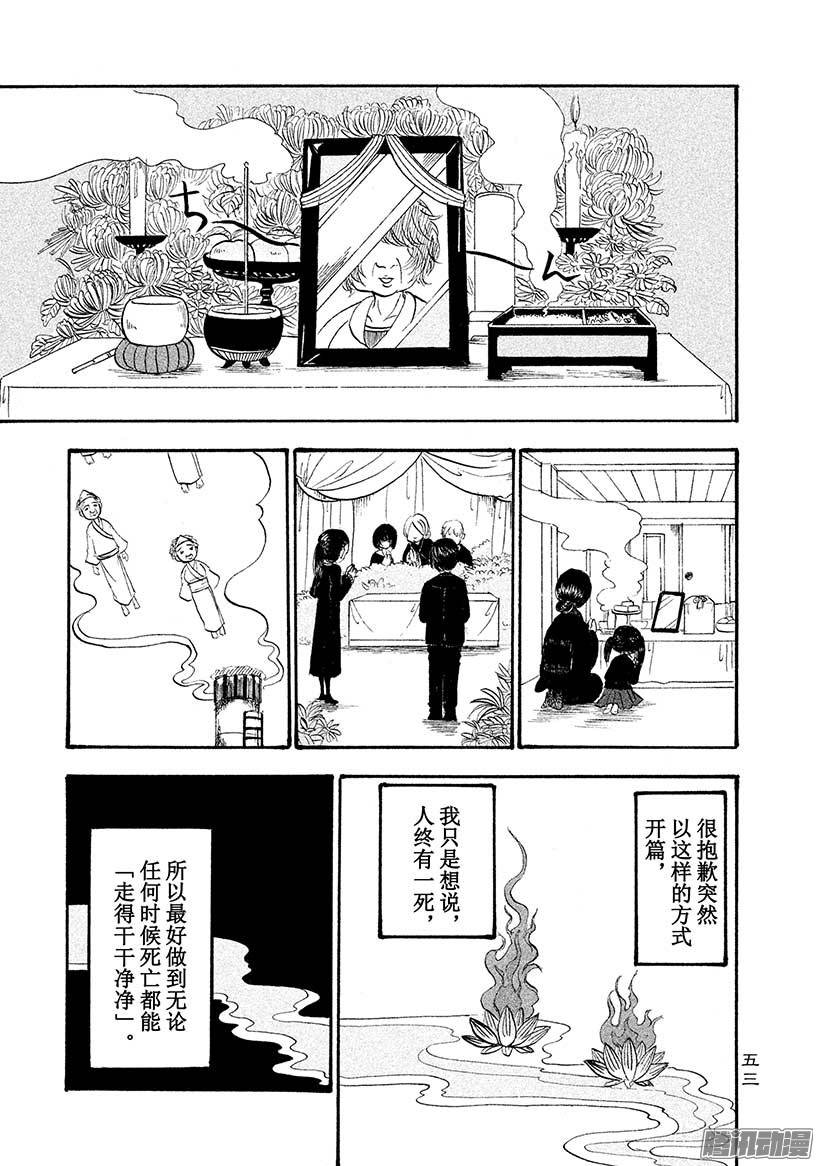 ち～ん
很抱歉突然
以这样的方式
开篇，
我只是想说，
人终有一死，
所以最好做到无论
任何时候死亡都能
「走得干干净净」。
五三
腾讯动漫